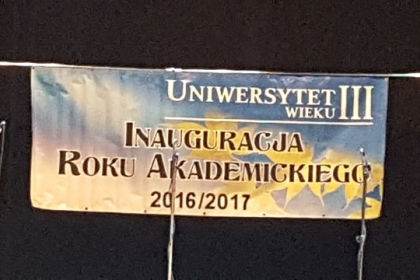 UNIWERSYTET III
WIEKU
INAUGURACJA
ROKU AKADEMICKIEGO
2016/2017